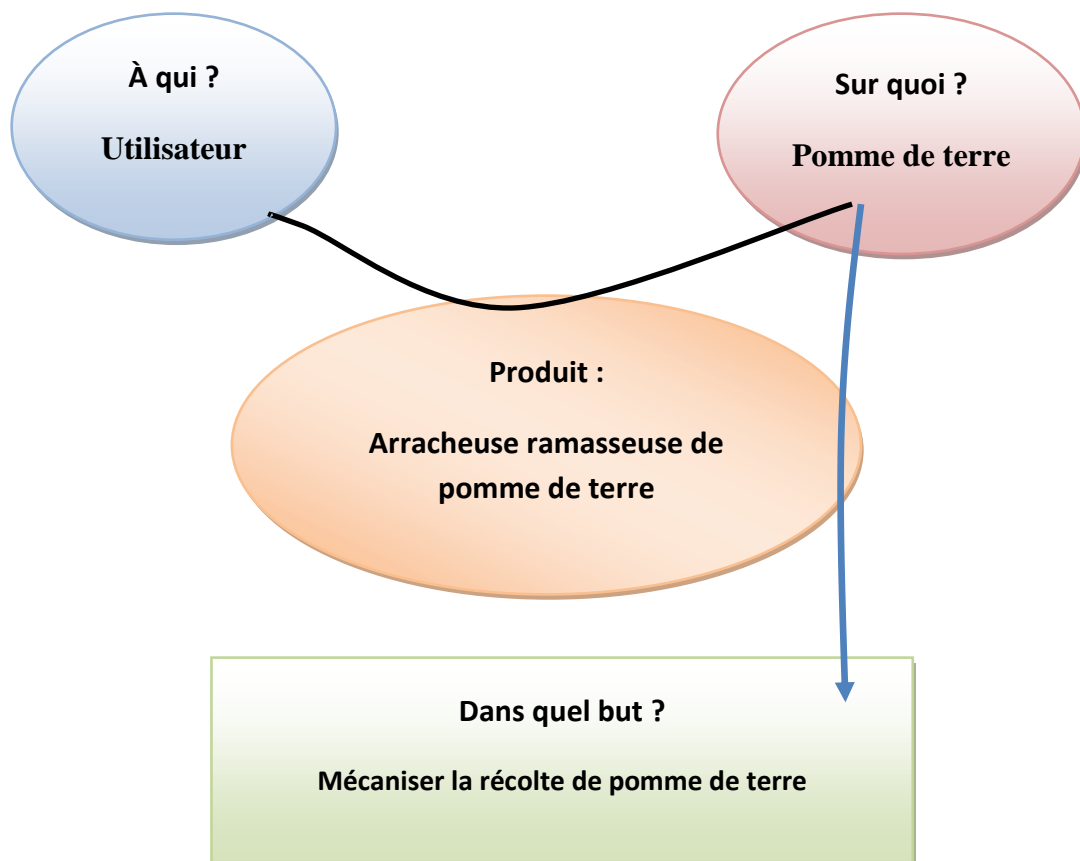 À qui ?
Utilisateur
Sur quoi ?
Pomme de terre
Produit :
Arracheuse ramasseuse de
pomme de terre
Dans quel but ?
Mécaniser la récolte de pomme de terre